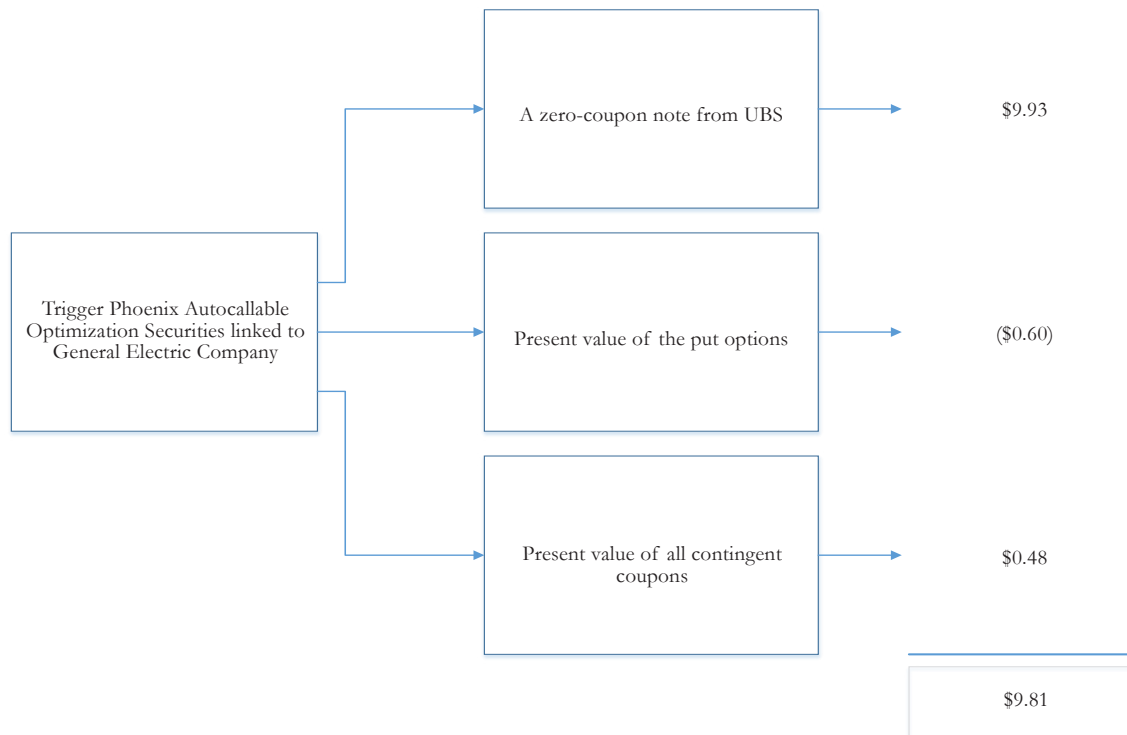 A zero-coupon note from UBS
$9.93
Trigger Phoenix Autocallable
Optimization Securities linked to
General Electric Company
Present value of the put options
($0.60)
Present value of all contingent
coupons
$0.48
$9.81